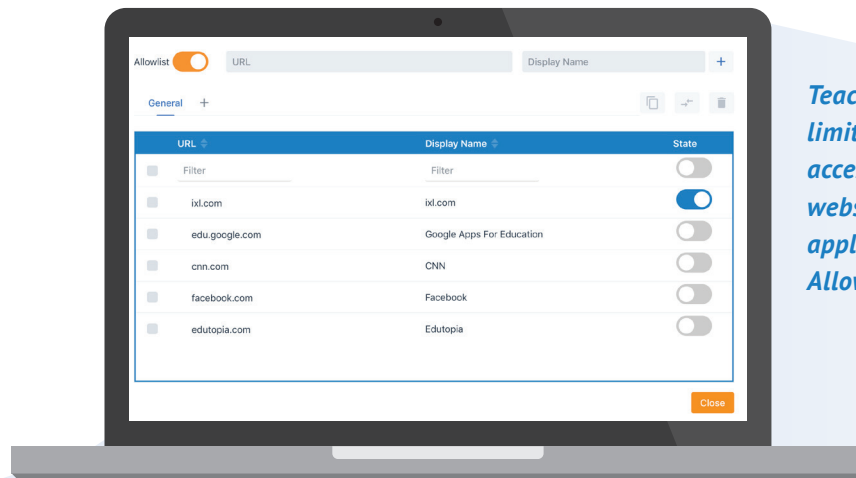 Allowlist URL Display Name +
General +
URL Display Name State
Filter Filter
ixl.com ixl.com
edu.google.com Google Apps For Education
cnn.com CNN
facebook.com Facebook
edutopia.com Edutopia
Close
limit